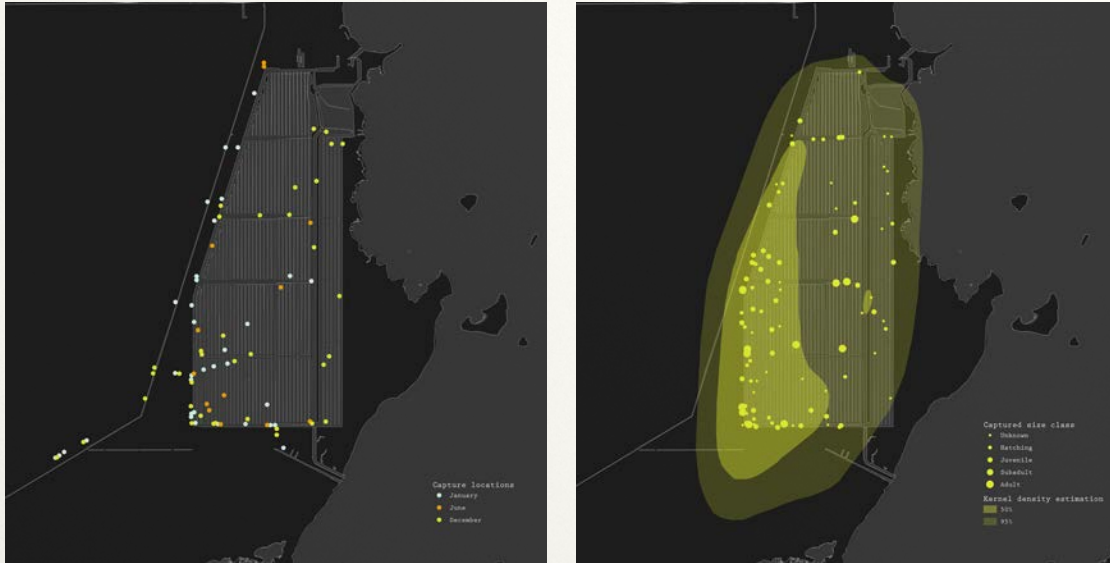 Capture locations
January
June
December
Captured size class
Unknown
Hatching
Juvenile
Subadult
Adult
Kernel density estimation
50%
95%